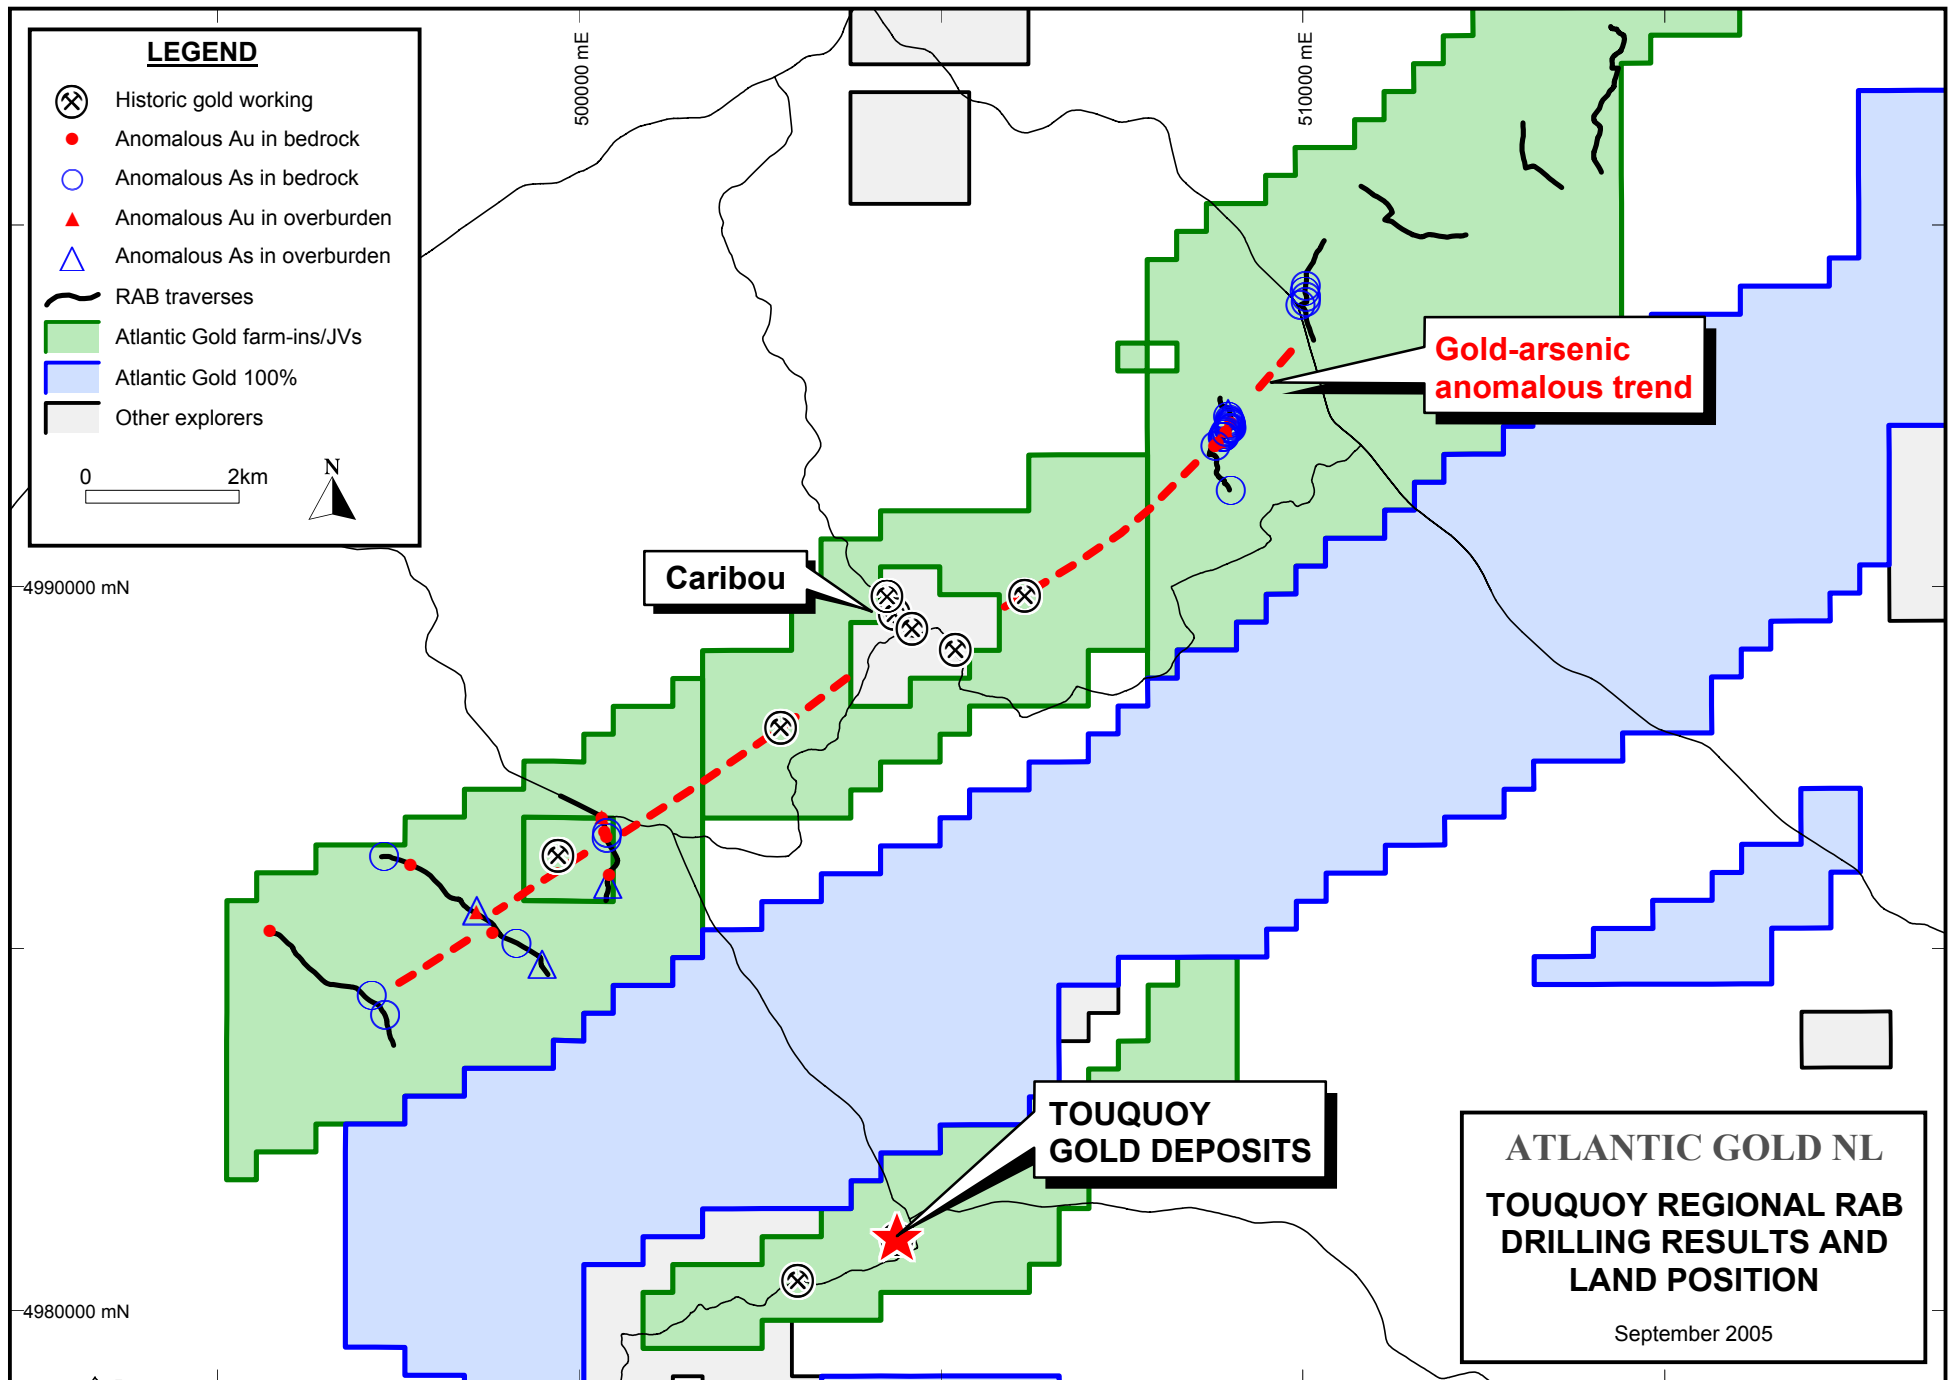 LEGEND
Historic gold working
Anomalous Au in bedrock
Anomalous As in bedrock
Anomalous Au in overburden
Anomalous As in overburden
RAB traverses
Atlantic Gold farm-ins/JVs
Atlantic Gold 100%
Other explorers
0 2km
N
500000 mE
510000 mE
Gold-arsenic
anomalous trend
Caribou
4990000 mN
TOUQUOY
GOLD DEPOSITS
4980000 mN
ATLANTIC GOLD NL
TOUQUOY REGIONAL RAB
DRILLING RESULTS AND
LAND POSITION
September 2005